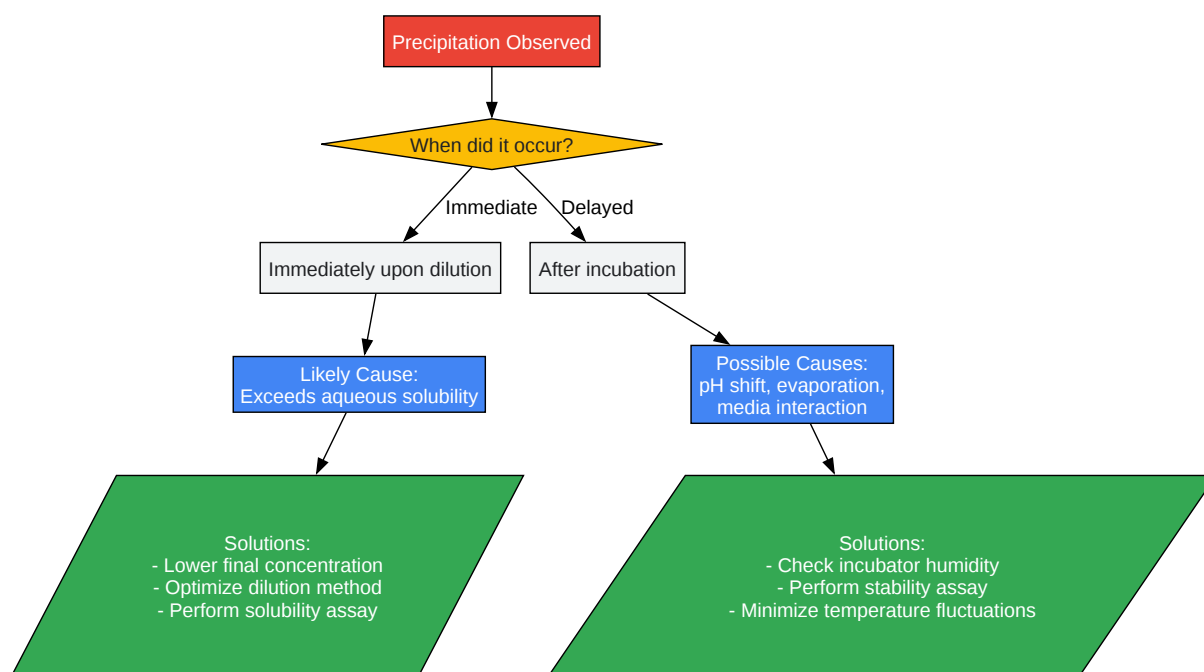 Precipitation Observed
When did it occur?
Immediate
Delayed
Immediately upon dilution
After incubation
Likely Cause:
Exceeds aqueous solubility
Possible Causes:
pH shift, evaporation,
media interaction
Solutions:
- Lower final concentration
- Optimize dilution method
- Perform solubility assay
Solutions:
- Check incubator humidity
- Perform stability assay
- Minimize temperature fluctuations